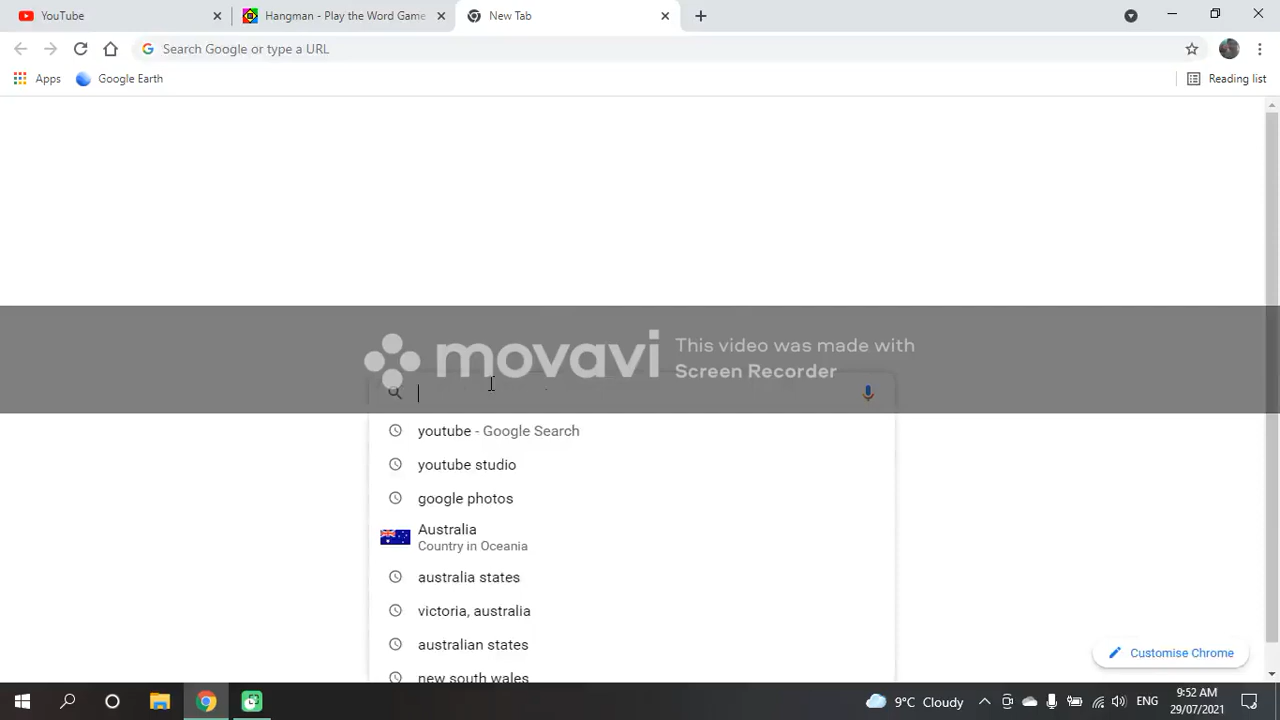 YouTube
Hangman - Play the Word Game
New Tab
Search Google or type a URL
Apps
Google Earth
Reading list
movavi
This video was made with
Screen Recorder
youtube - Google Search
youtube studio
google photos
Australia
Country in Oceania
australia states
victoria, australia
australian states
new south wales
Customise Chrome
9°C Cloudy
ENG
9:52 AM
29/07/2021